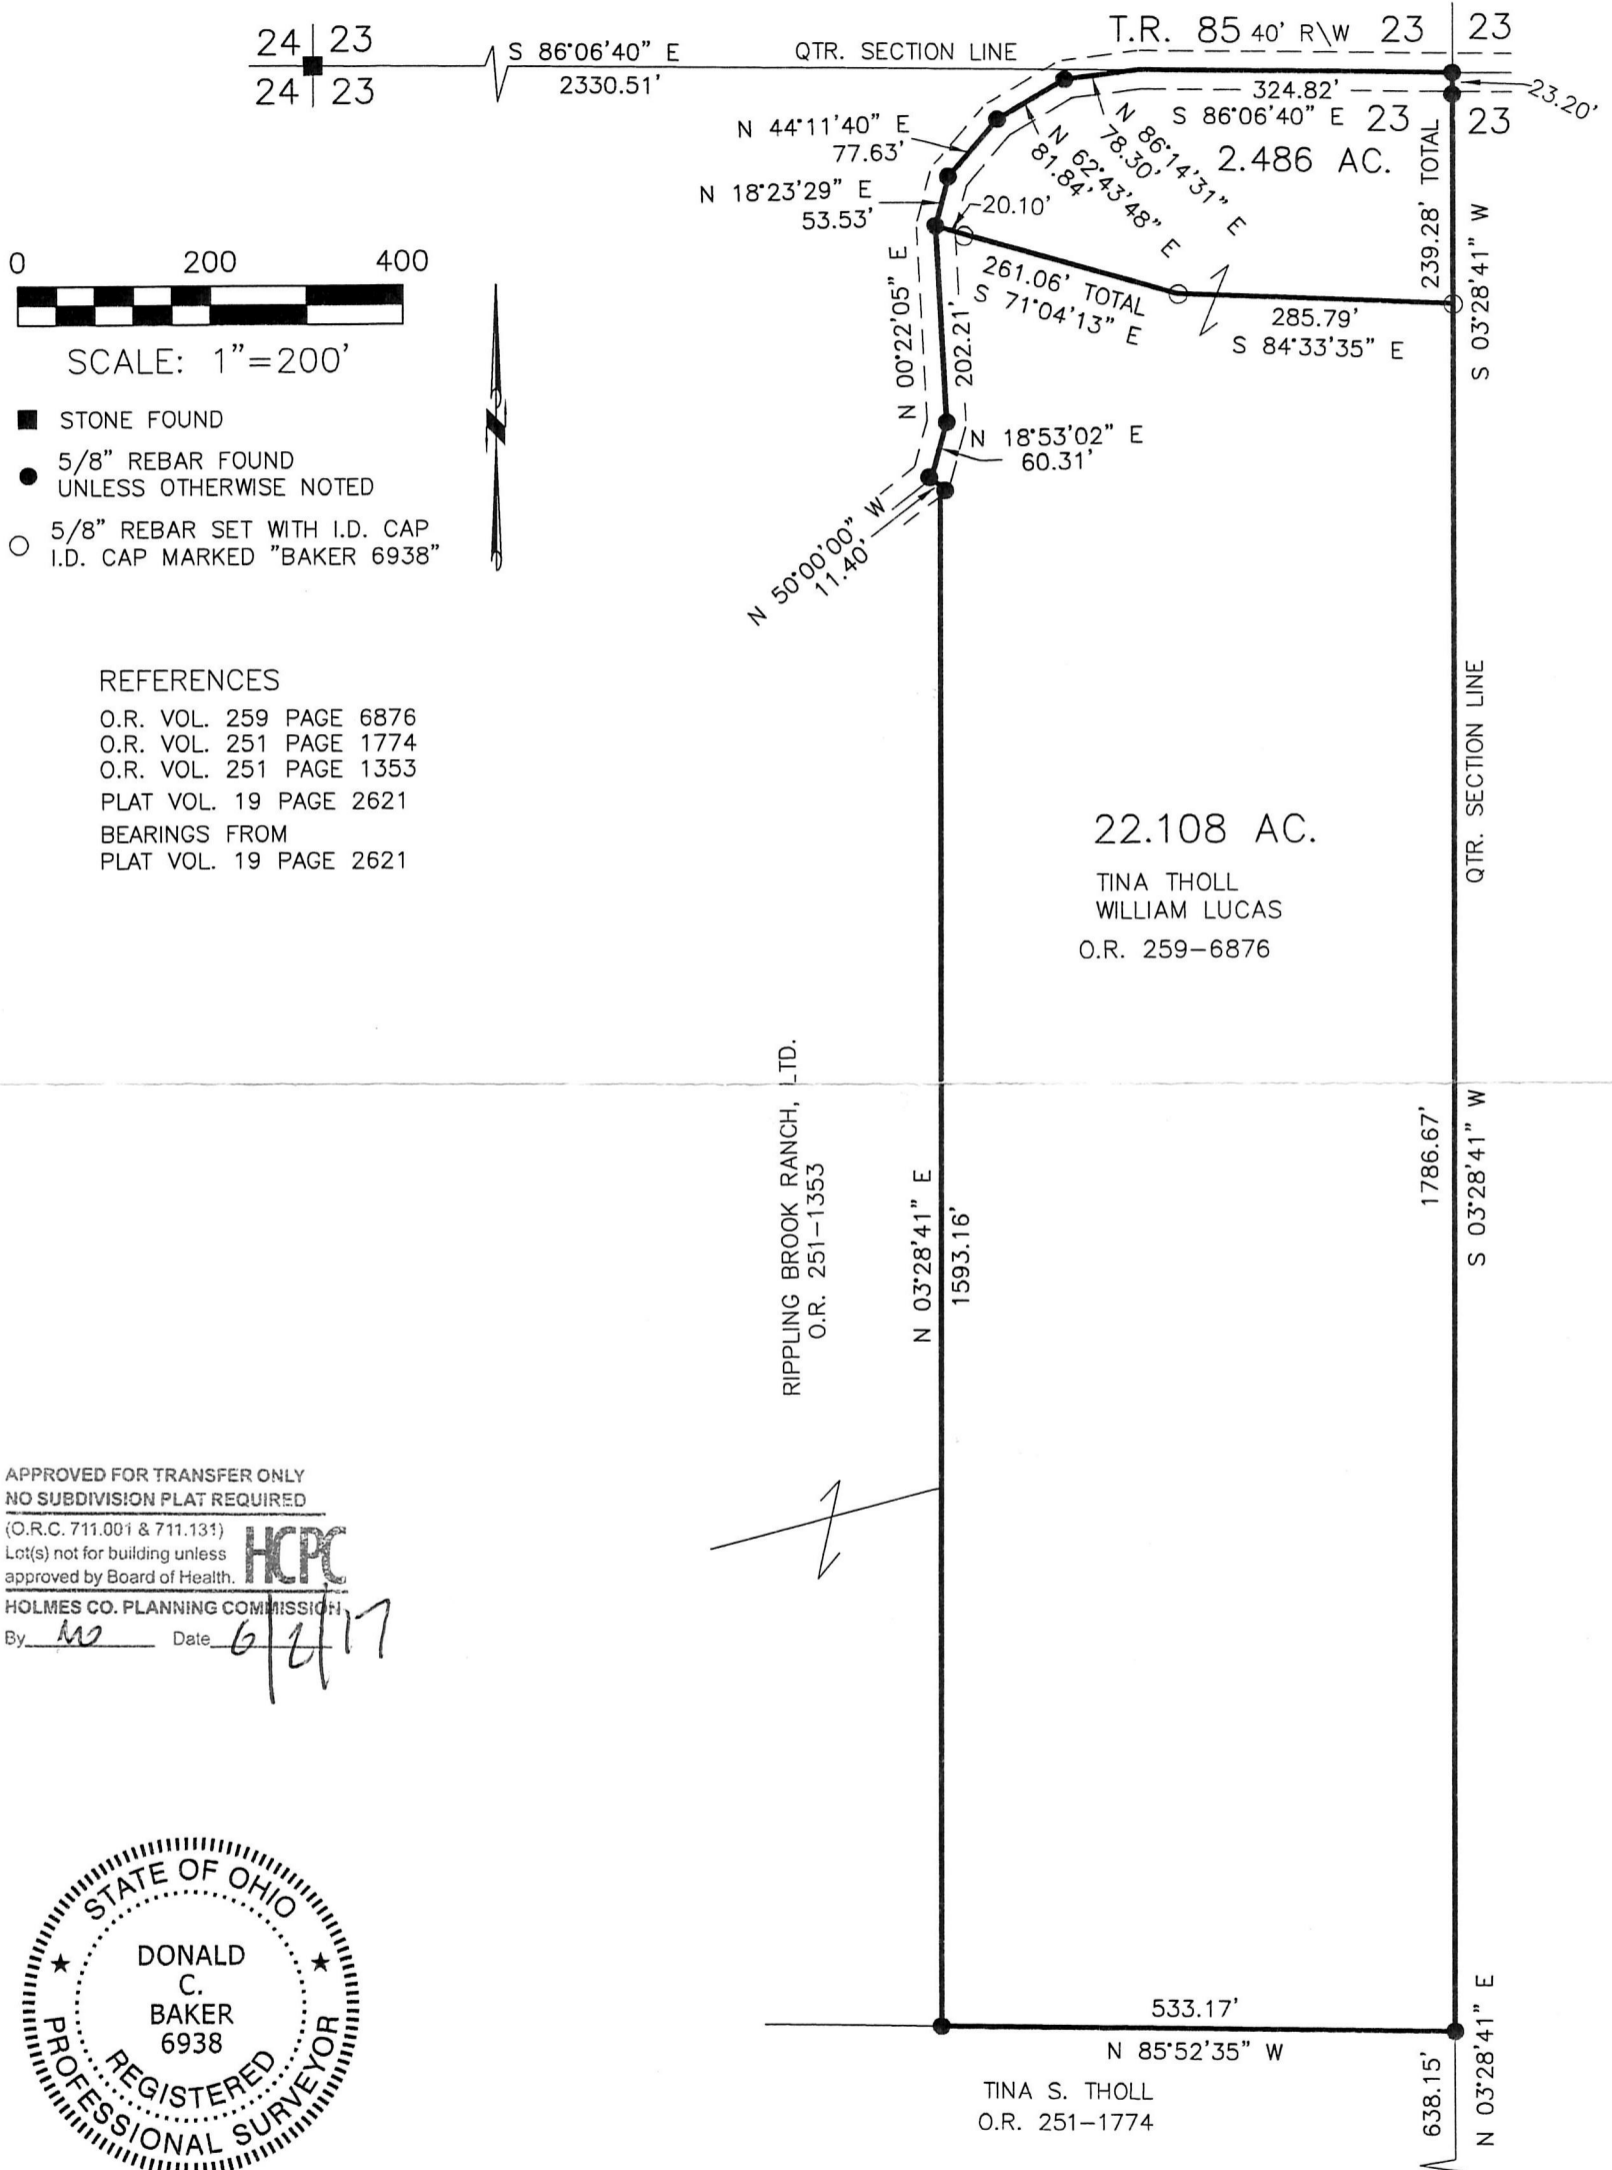 24 23
24 23
S 86°06'40" E
2330.51'
QTR. SECTION LINE
T.R. 85 40' R\W 23 23
324.82'
S 86°06'40" E 23 23
23.20'
N 44°11'40" E
77.63'
N 18°23'29" E
53.53'
N 86°14'31" E
78.30'
N 62°43'48" E
81.84'
20.10'
2.486 AC.
239.28' TOTAL
S 03°28'41" W
261.06' TOTAL
S 71°04'13" E
285.79'
S 84°33'35" E
N 00°22'05" E
202.21'
N 18°53'02" E
60.31'
N 50°00'00" W
11.40'
0 200 400
SCALE: 1"=200'
N
STONE FOUND
5/8" REBAR FOUND
UNLESS OTHERWISE NOTED
5/8" REBAR SET WITH I.D. CAP
I.D. CAP MARKED "BAKER 6938"
REFERENCES
O.R. VOL. 259 PAGE 6876
O.R. VOL. 251 PAGE 1774
O.R. VOL. 251 PAGE 1353
PLAT VOL. 19 PAGE 2621
BEARINGS FROM
PLAT VOL. 19 PAGE 2621
QTR. SECTION LINE
22.108 AC.
TINA THOLL
WILLIAM LUCAS
O.R. 259-6876
RIPPLING BROOK RANCH, LTD.
O.R. 251-1353
N 03°28'41" E
1593.16'
1786.67'
S 03°28'41" W
APPROVED FOR TRANSFER ONLY
NO SUBDIVISION PLAT REQUIRED
(O.R.C. 711.001 & 711.131)
Lot(s) not for building unless
approved by Board of Health.
HCPC
HOLMES CO. PLANNING COMMISSION
By Date 6/2/17
STATE OF OHIO
DONALD
C.
BAKER
6938
REGISTERED
PROFESSIONAL SURVEYOR
533.17'
N 85°52'35" W
TINA S. THOLL
O.R. 251-1774
638.15'
N 03°28'41" E